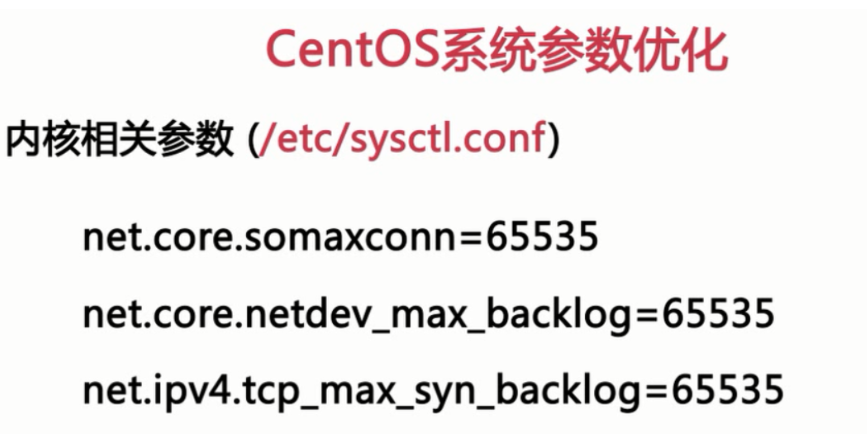 CentOS系统参数优化
内核相关参数 (/etc/sysctl.conf)
net.core.somaxconn=65535
net.core.netdev_max_backlog=65535
net.ipv4.tcp_max_syn_backlog=65535